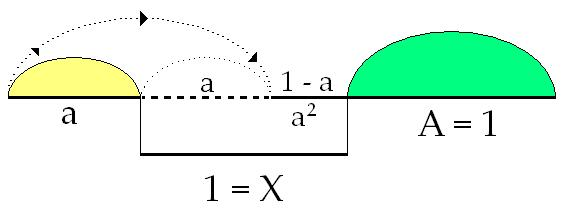 a
1 - a
a a² A = 1
1 = X